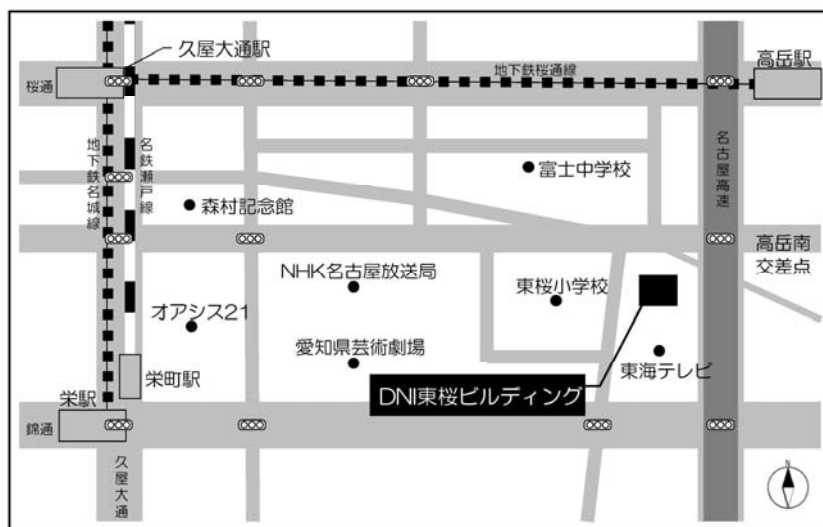 久屋大通駅
地下鉄桜通線
高岳駅
桜通
地下鉄名城線
名鉄瀬戸線
名古屋高速
富士中学校
森村記念館
高岳南
交差点
NHK名古屋放送局
東桜小学校
オアシス21
愛知県芸術劇場
東海テレビ
栄町駅
DNI東桜ビルディング
栄駅
錦通
久屋大通
N